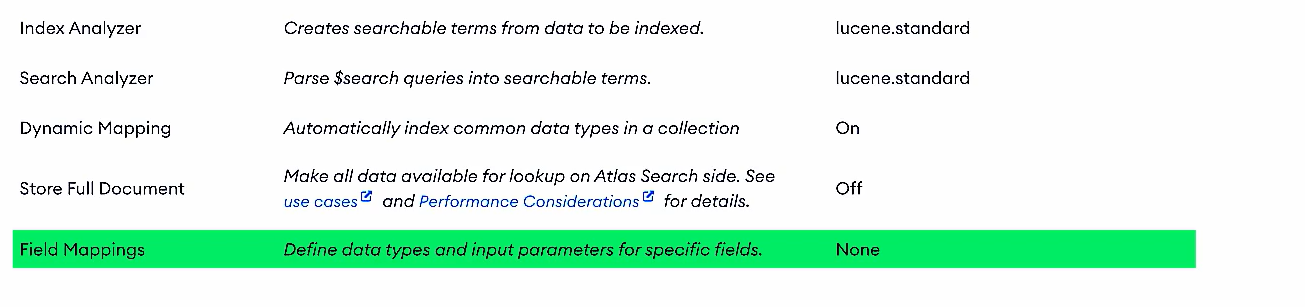 Index Analyzer Creates searchable terms from data to be indexed. lucene.standard
Search Analyzer Parse $search queries into searchable terms. lucene.standard
Dynamic Mapping Automatically index common data types in a collection On
Store Full Document Make all data available for lookup on Atlas Search side. See Off
use cases and Performance Considerations for details.
Field Mappings Define data types and input parameters for specific fields. None